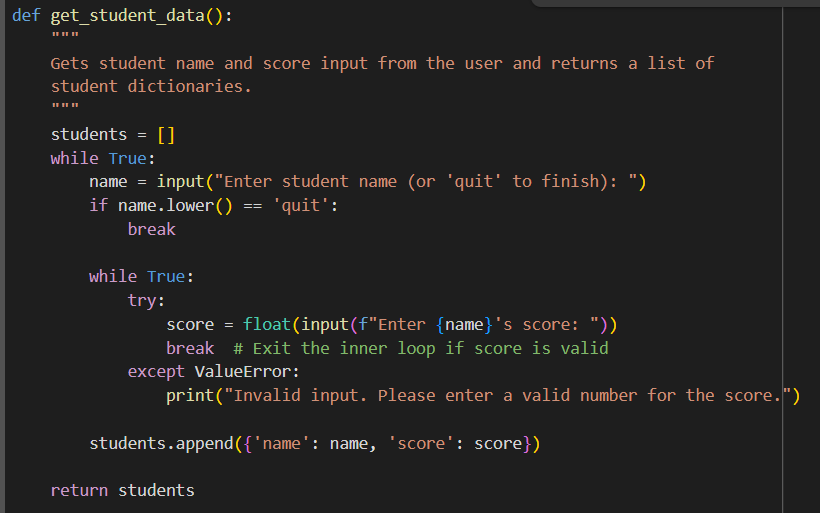 def get_student_data():
    """
    Gets student name and score input from the user and returns a list of
    student dictionaries.
    """
    students = []
    while True:
        name = input("Enter student name (or 'quit' to finish): ")
        if name.lower() == 'quit':
            break

        while True:
            try:
                score = float(input(f"Enter {name}'s score: "))
                break  # Exit the inner loop if score is valid
            except ValueError:
                print("Invalid input. Please enter a valid number for the score.")

        students.append({'name': name, 'score': score})

    return students